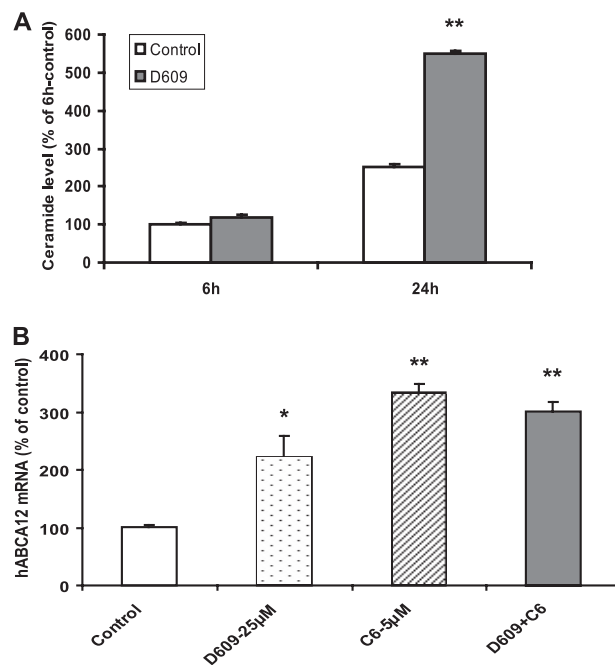 A
Ceramide level (% of 6h-control)
600
500
400
300
200
100
0
Control
D609
**
6h
24h
B
hABCA12 mRNA (% of control)
400
300
200
100
0
*
**
**
Control
D609-25µM
C6-5µM
D609+C6